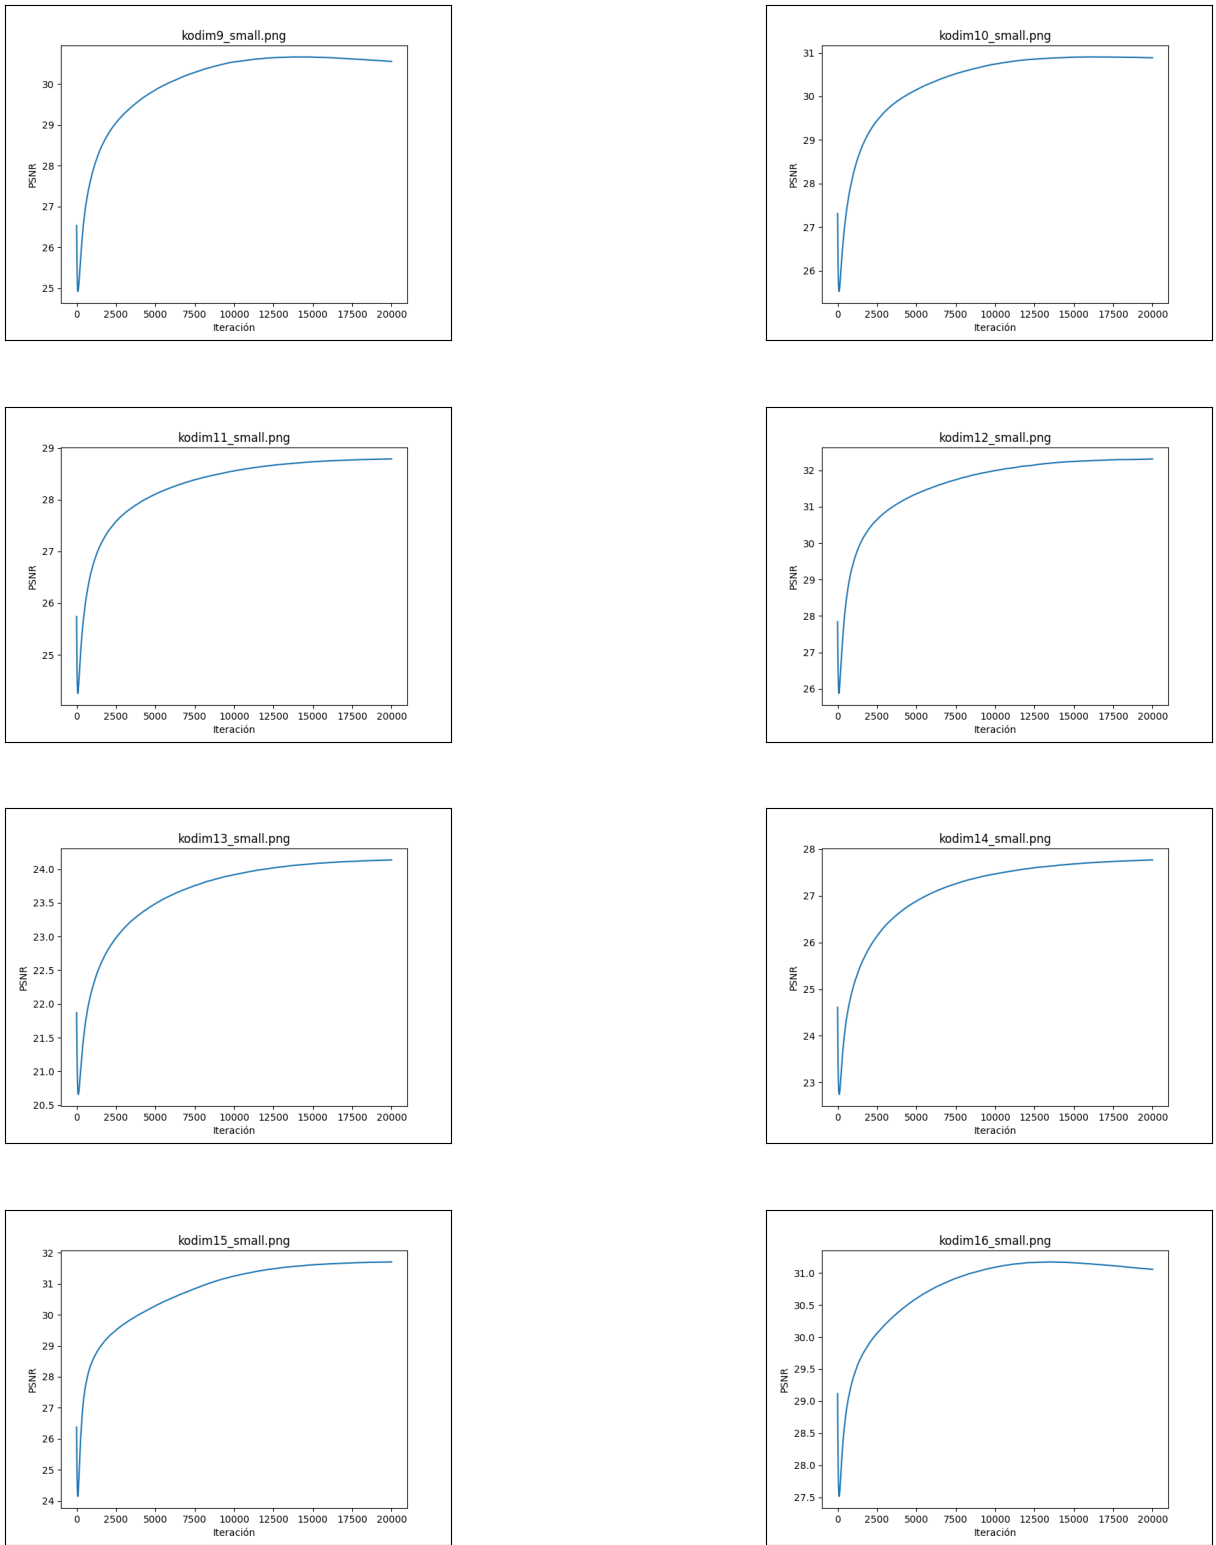 kodim9_small.png
30
29
28
27
26
25
PSNR
0 2500 5000 7500 10000 12500 15000 17500 20000
Iteración
kodim10_small.png
31
30
29
28
27
26
PSNR
0 2500 5000 7500 10000 12500 15000 17500 20000
Iteración
kodim11_small.png
29
28
27
26
25
PSNR
0 2500 5000 7500 10000 12500 15000 17500 20000
Iteración
kodim12_small.png
32
31
30
29
28
27
26
PSNR
0 2500 5000 7500 10000 12500 15000 17500 20000
Iteración
kodim13_small.png
24.0
23.5
23.0
22.5
22.0
21.5
21.0
20.5
PSNR
0 2500 5000 7500 10000 12500 15000 17500 20000
Iteración
kodim14_small.png
28
27
26
25
24
23
PSNR
0 2500 5000 7500 10000 12500 15000 17500 20000
Iteración
kodim15_small.png
32
31
30
29
28
27
26
25
24
PSNR
0 2500 5000 7500 10000 12500 15000 17500 20000
Iteración
kodim16_small.png
31.0
30.5
30.0
29.5
29.0
28.5
28.0
27.5
PSNR
0 2500 5000 7500 10000 12500 15000 17500 20000
Iteración